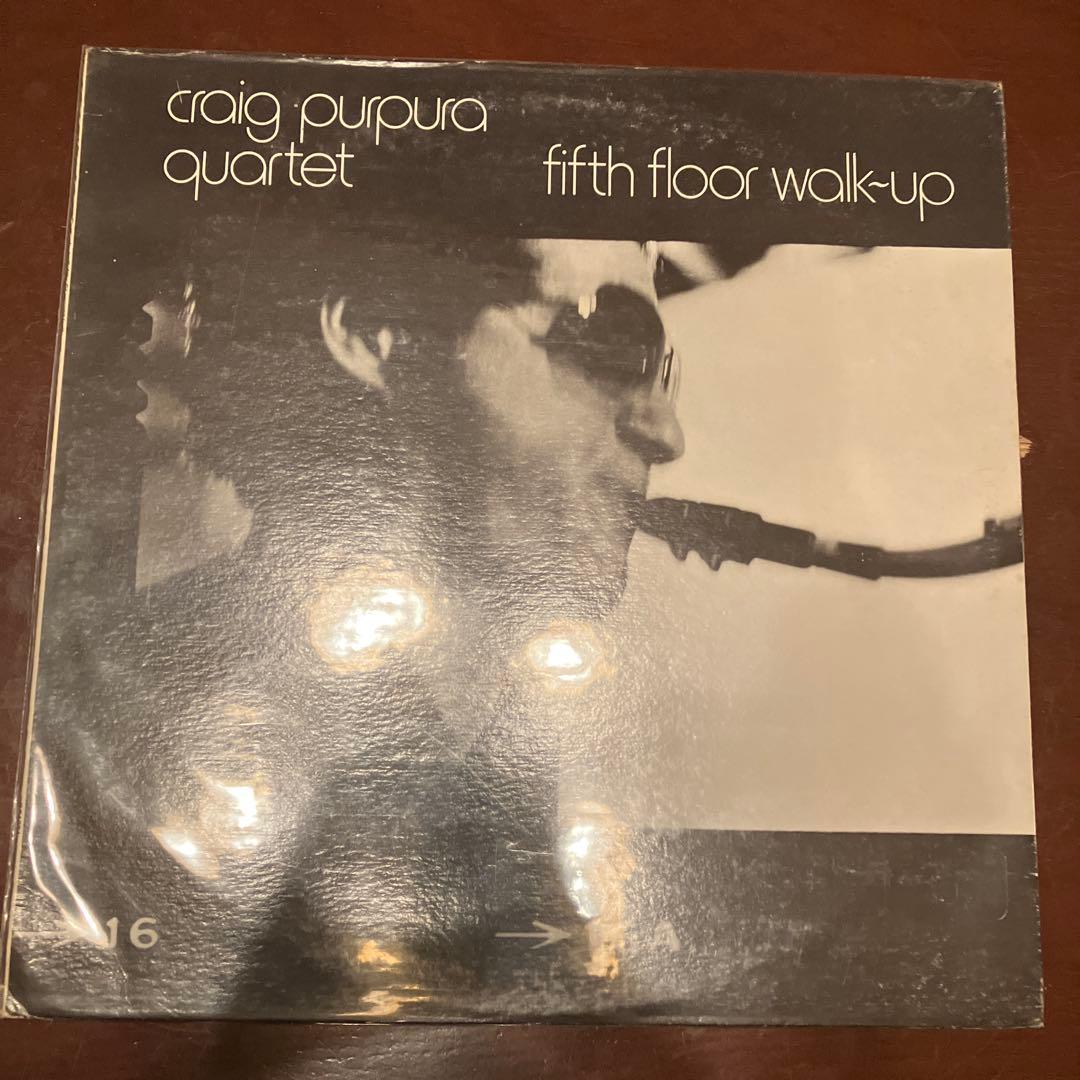 craig purpura
quartet
fifth floor walk~up
16
A